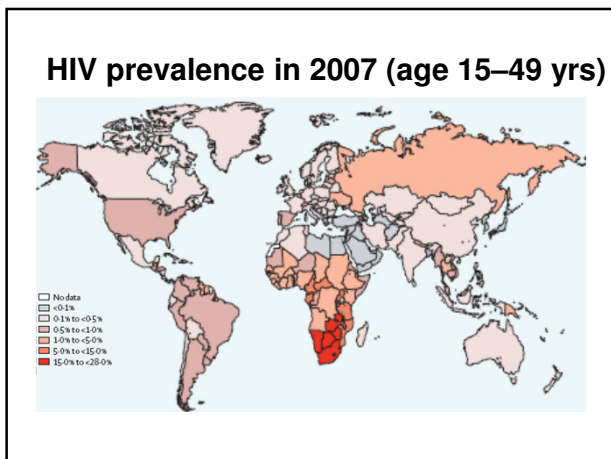 HIV prevalence in 2007 (age 15–49 yrs)
No data
<0·1%
0·1% to <0·5%
0·5% to <1·0%
1·0% to <5·0%
5·0% to <15·0%
15·0% to <28·0%